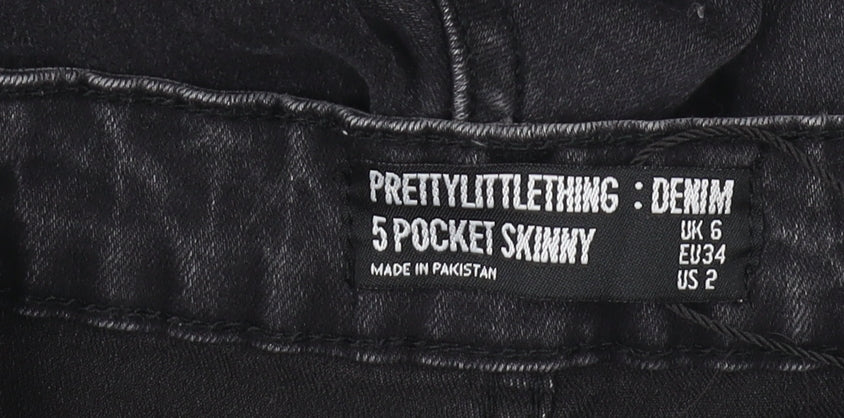 PRETTYLITTLETHING : DENIM
5 POCKET SKINNY
MADE IN PAKISTAN
UK 6
EU34
US 2